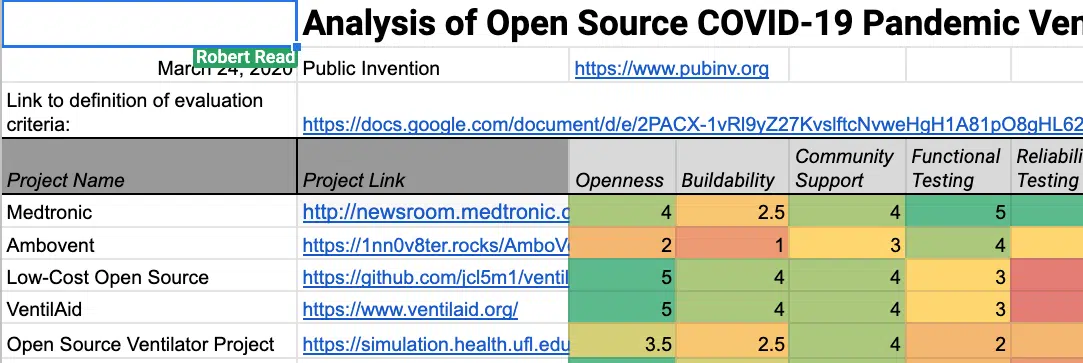 Analysis of Open Source COVID-19 Pandemic Ven
Robert Read
March 24, 2020 Public Invention https://www.pubinv.org
Link to definition of evaluation
criteria: https://docs.google.com/document/d/e/2PACX-1vRl9yZ27KvslftcNvweHgH1A81pO8gHL62
Project Name Project Link Openness Buildability Community Support Functional Testing Reliabili Testing
Medtronic http://newsroom.medtronic.c 4 2.5 4 5
Ambovent https://1nn0v8ter.rocks/AmboV 2 1 3 4
Low-Cost Open Source https://github.com/jcl5m1/ventil 5 4 4 3
VentilAid https://www.ventilaid.org/ 5 4 4 3
Open Source Ventilator Project https://simulation.health.ufl.edu 3.5 2.5 4 2